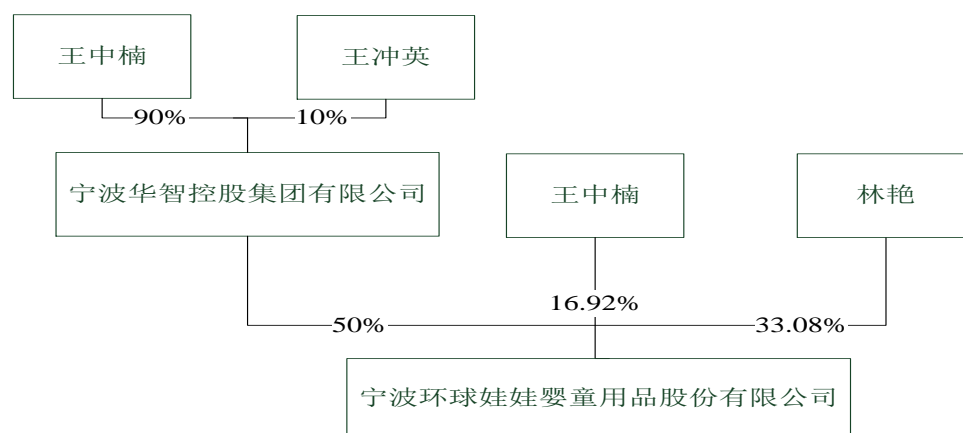 王中楠
王冲英
90%
10%
宁波华智控股集团有限公司
王中楠
林艳
16.92%
50%
33.08%
宁波环球娃娃婴童用品股份有限公司